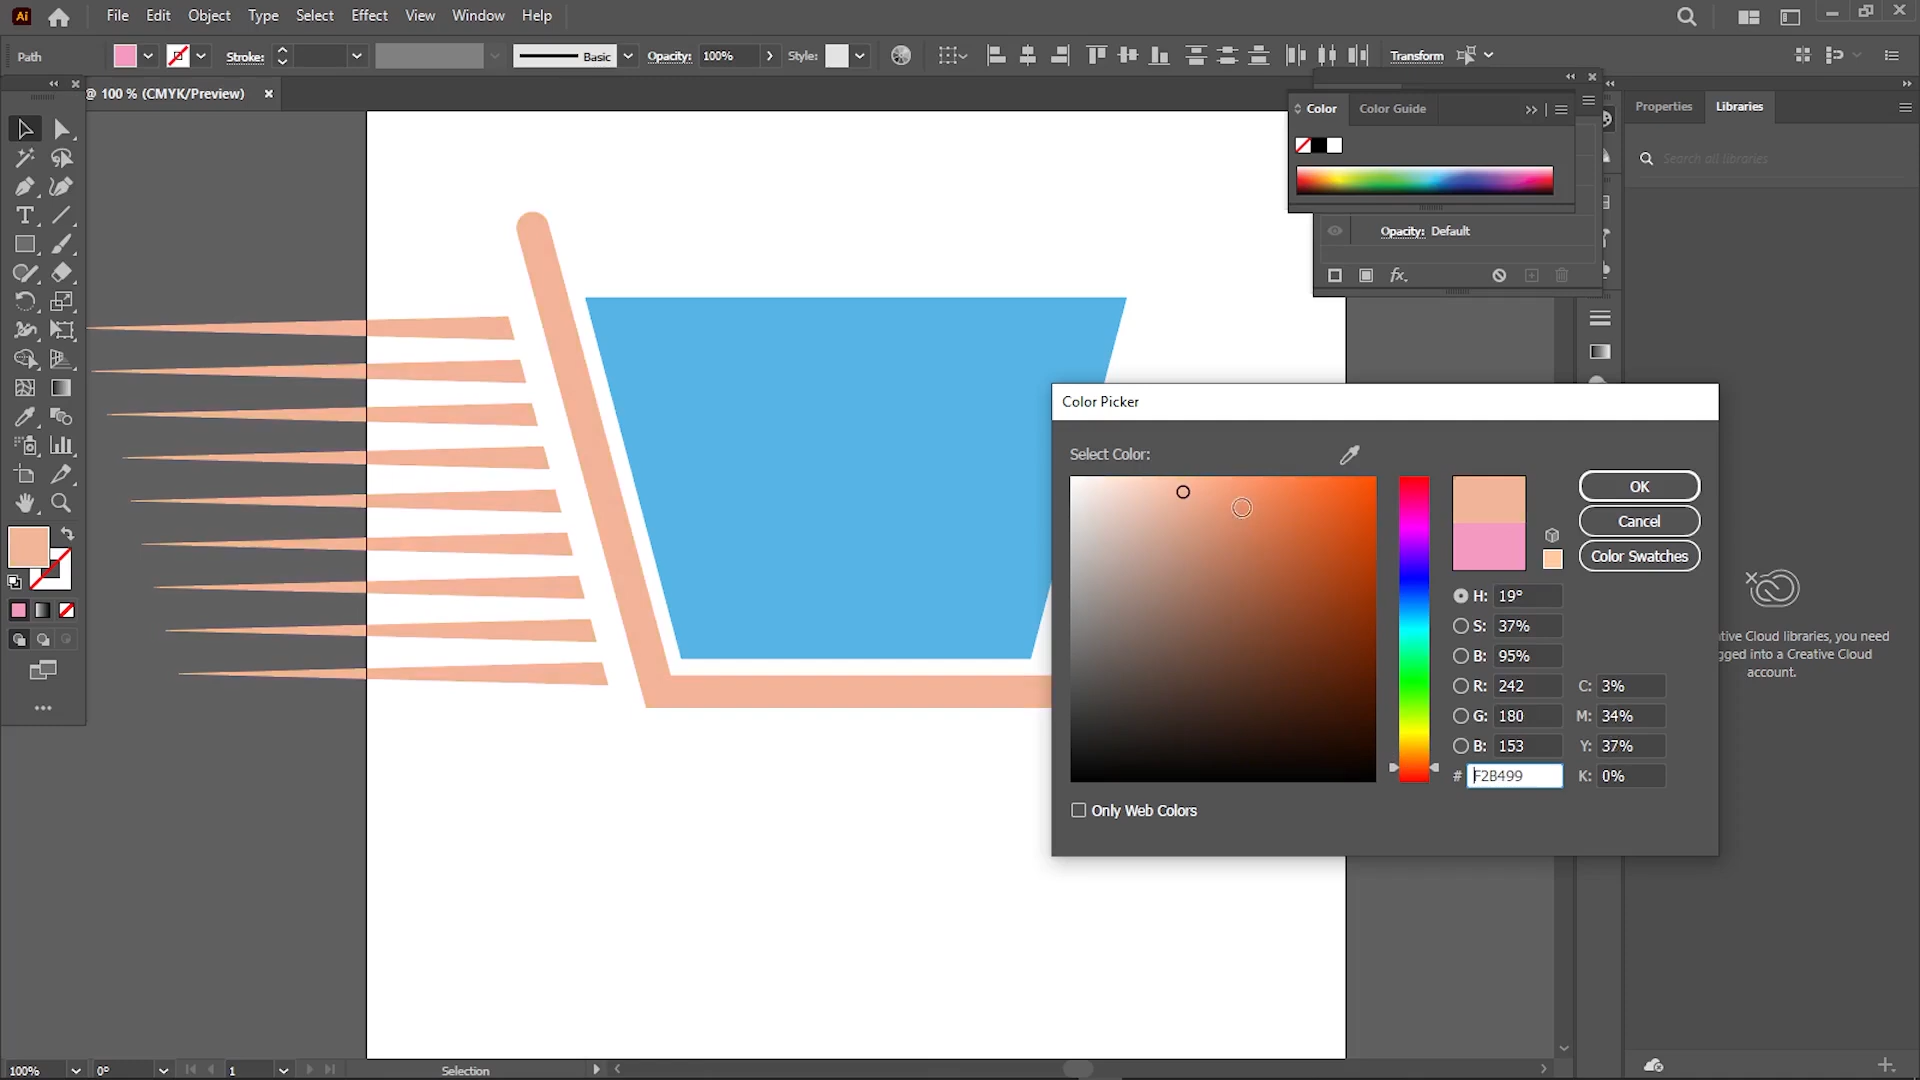 Ai File Edit Object Type Select Effect View Window Help
Path Stroke: Basic Opacity: 100% Style: Transform
@ 100 % (CMYK/Preview)
Color Color Guide
Properties Libraries
Search all libraries
Opacity: Default
fx
Color Picker
Select Color:
OK
Cancel
Color Swatches
H: 19°
S: 37%
B: 95%
R: 242 C: 3%
G: 180 M: 34%
B: 153 Y: 37%
# F2B499 K: 0%
Only Web Colors
tive Cloud libraries, you need
gged into a Creative Cloud
account.
100% 0° 1 Selection